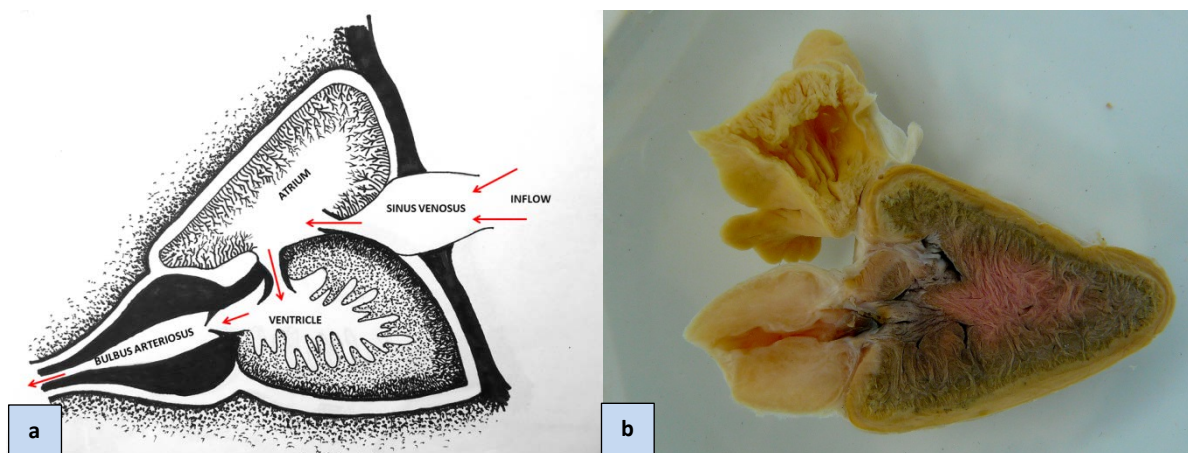 ATRIUM
SINUS VENOSUS
INFLOW
VENTRICLE
BULBUS ARTERIOSUS
a
b